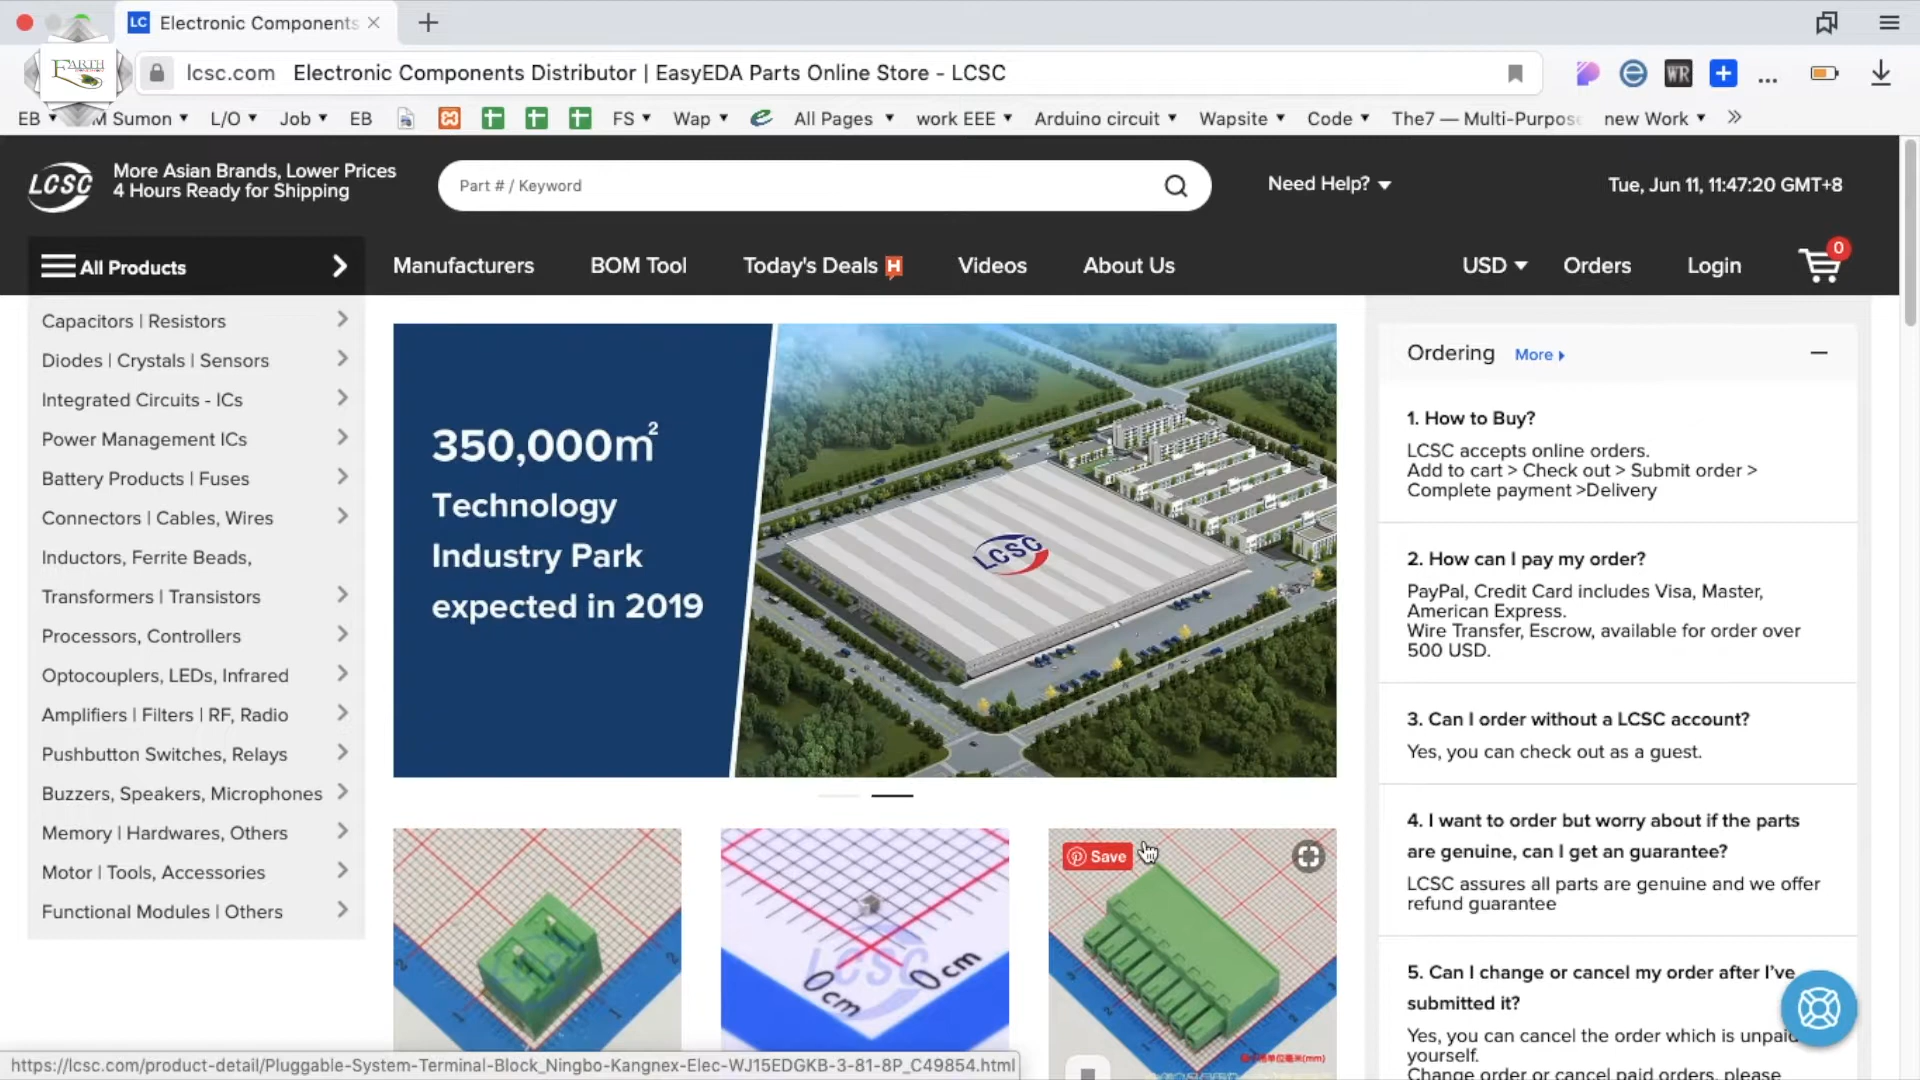 LC Electronic Components
EARTH
lcsc.com Electronic Components Distributor | EasyEDA Parts Online Store - LCSC
WR
EB
M Sumon
L/O
Job
EB
FS
Wap
All Pages
work EEE
Arduino circuit
Wapsite
Code
The7 — Multi-Purpose
new Work
LCSC
More Asian Brands, Lower Prices
4 Hours Ready for Shipping
Part # / Keyword
Need Help?
Tue, Jun 11, 11:47:20 GMT+8
All Products
Manufacturers
BOM Tool
Today's Deals H
Videos
About Us
USD
Orders
Login
0
Capacitors | Resistors
Diodes | Crystals | Sensors
Integrated Circuits - ICs
Power Management ICs
Battery Products | Fuses
Connectors | Cables, Wires
Inductors, Ferrite Beads,
Transformers | Transistors
Processors, Controllers
Optocouplers, LEDs, Infrared
Amplifiers | Filters | RF, Radio
Pushbutton Switches, Relays
Buzzers, Speakers, Microphones
Memory | Hardwares, Others
Motor | Tools, Accessories
Functional Modules | Others
350,000m²
Technology
Industry Park
expected in 2019
LCSC
Save
LCSC
0cm
0cm
Ordering More
1. How to Buy?
LCSC accepts online orders.
Add to cart > Check out > Submit order >
Complete payment >Delivery
2. How can I pay my order?
PayPal, Credit Card includes Visa, Master,
American Express.
Wire Transfer, Escrow, available for order over
500 USD.
3. Can I order without a LCSC account?
Yes, you can check out as a guest.
4. I want to order but worry about if the parts
are genuine, can I get an guarantee?
LCSC assures all parts are genuine and we offer
refund guarantee
5. Can I change or cancel my order after I've
submitted it?
Yes, you can cancel the order which is unpaid
yourself.
Change order or cancel paid orders, please
https://lcsc.com/product-detail/Pluggable-System-Terminal-Block_Ningbo-Kangnex-Elec-WJ15EDGKB-3-81-8P_C49854.html